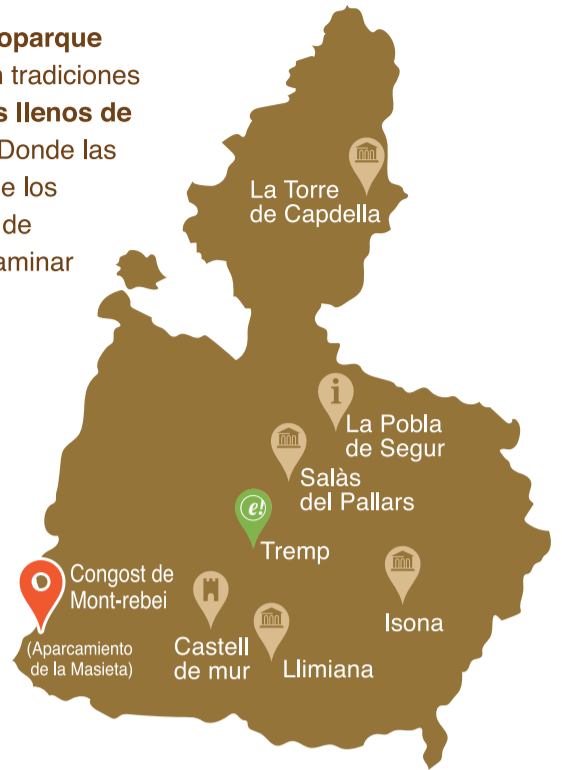 oparque
n tradiciones
s llenos de
Donde las
e los
de
aminar
La Torre
de Capdella
i
La Pobla
de Segur
Salàs
del Pallars
e!
Tremp
Congost de
Mont-rebei
(Aparcamiento
de la Masieta)
Castell
de mur
Llimiana
Isona